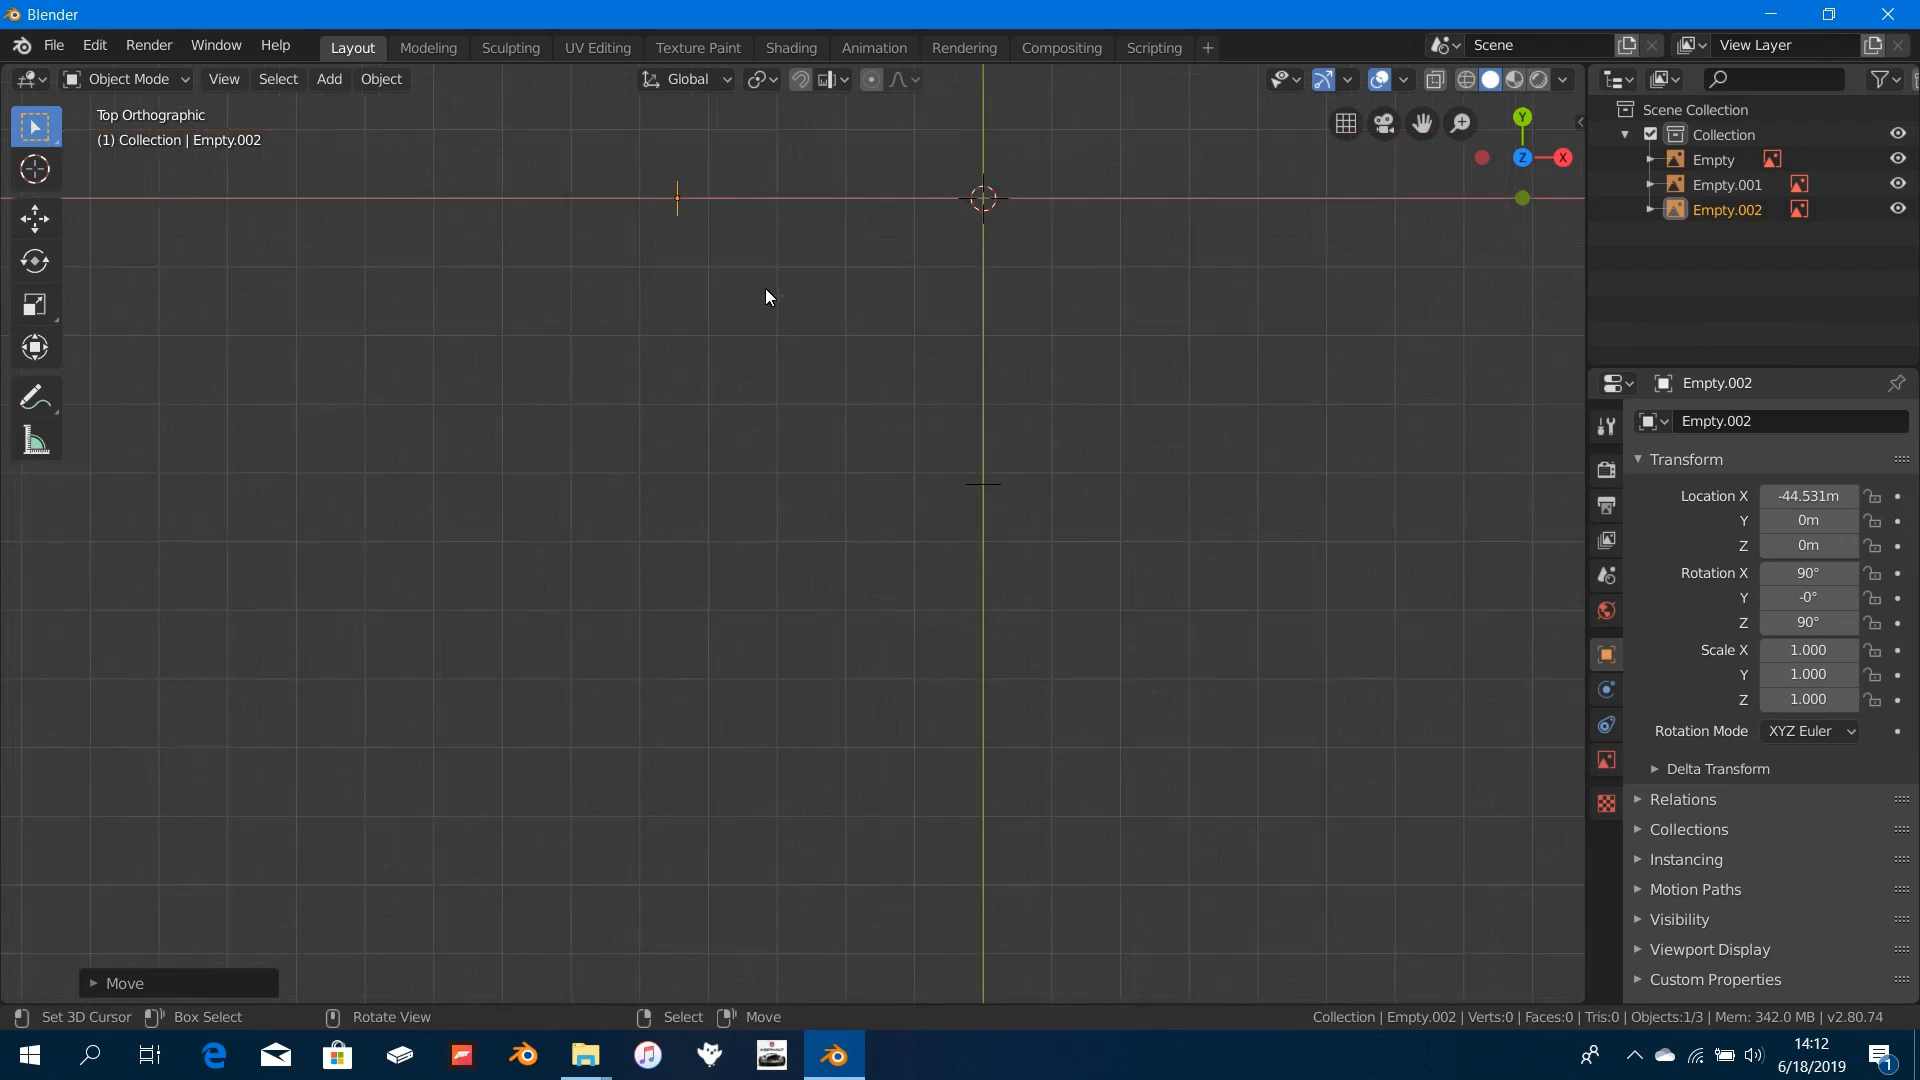 Blender
File Edit Render Window Help Layout Modeling Sculpting UV Editing Texture Paint Shading Animation Rendering Compositing Scripting + Scene View Layer
Object Mode View Select Add Object Global
Top Orthographic
(1) Collection | Empty.002
Y
Z X
Scene Collection
Collection
Empty
Empty.001
Empty.002
Empty.002
Empty.002
Transform
Location X -44.531m
Y 0m
Z 0m
Rotation X 90°
Y -0°
Z 90°
Scale X 1.000
Y 1.000
Z 1.000
Rotation Mode XYZ Euler
Delta Transform
Relations
Collections
Instancing
Motion Paths
Visibility
Viewport Display
Custom Properties
Move
Set 3D Cursor Box Select Rotate View Select Move Collection | Empty.002 | Verts:0 | Faces:0 | Tris:0 | Objects:1/3 | Mem: 342.0 MB | v2.80.74
14:12
6/18/2019
1